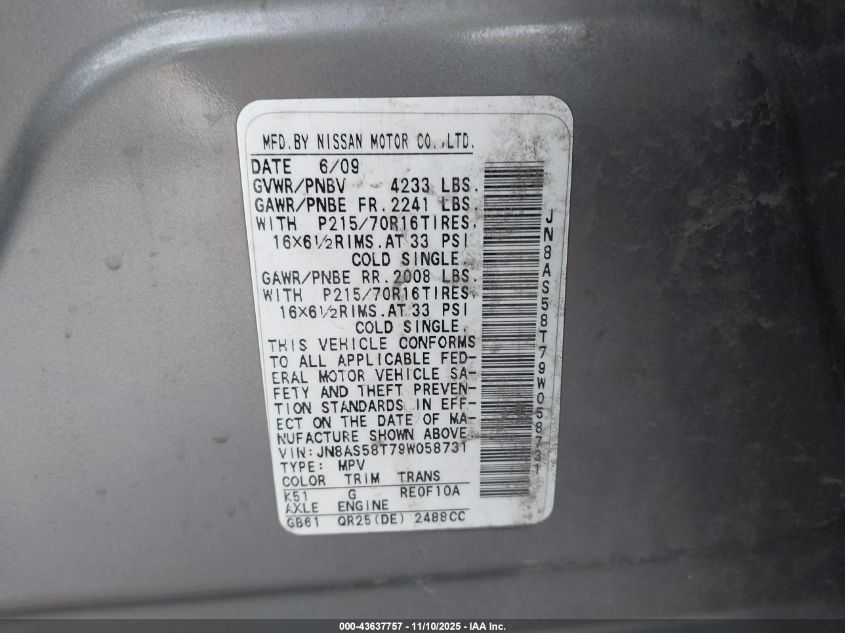 MFD.BY NISSAN MOTOR CO.,LTD.
DATE 6/09
GVWR/PNBV 4233 LBS.
GAWR/PNBE FR.2241 LBS.
WITH P215/70R16TIRES,
16X6½RIMS.AT 33 PSI
COLD SINGLE.
GAWR/PNBE RR.2008 LBS.
WITH P215/70R16TIRES,
16X6½RIMS.AT 33 PSI
COLD SINGLE.
THIS VEHICLE CONFORMS
TO ALL APPLICABLE FED-
ERAL MOTOR VEHICLE SA-
FETY AND THEFT PREVEN-
TION STANDARDS IN EFF-
ECT ON THE DATE OF MA-
NUFACTURE SHOWN ABOVE.
VIN:JN8AS58T79W058731
TYPE: MPV
COLOR TRIM TRANS
K51 G RE0F10A
AXLE ENGINE
GB61 QR25(DE) 2488CC
JN8AS58T79W058731
000-43637757 - 11/10/2025 - IAA Inc.